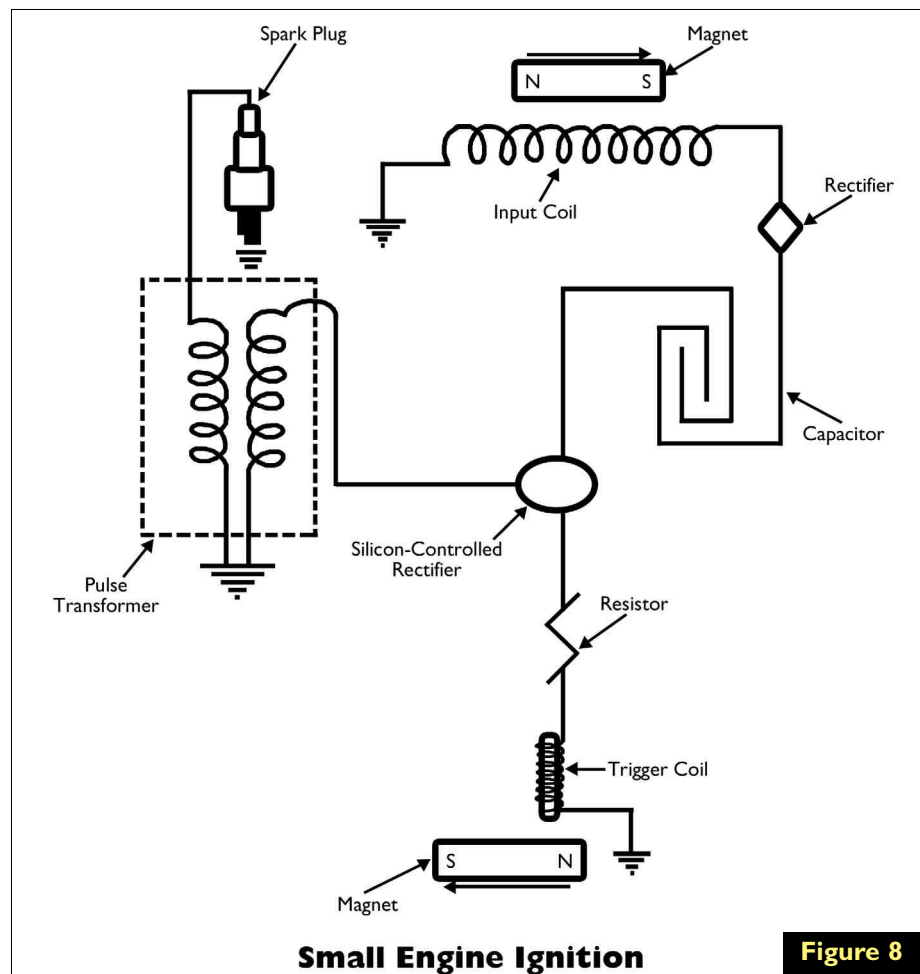 Spark Plug
Magnet
N S
Input Coil
Rectifier
Capacitor
Silicon-Controlled
Rectifier
Pulse
Transformer
Resistor
Trigger Coil
S N
Magnet
Small Engine Ignition
Figure 8